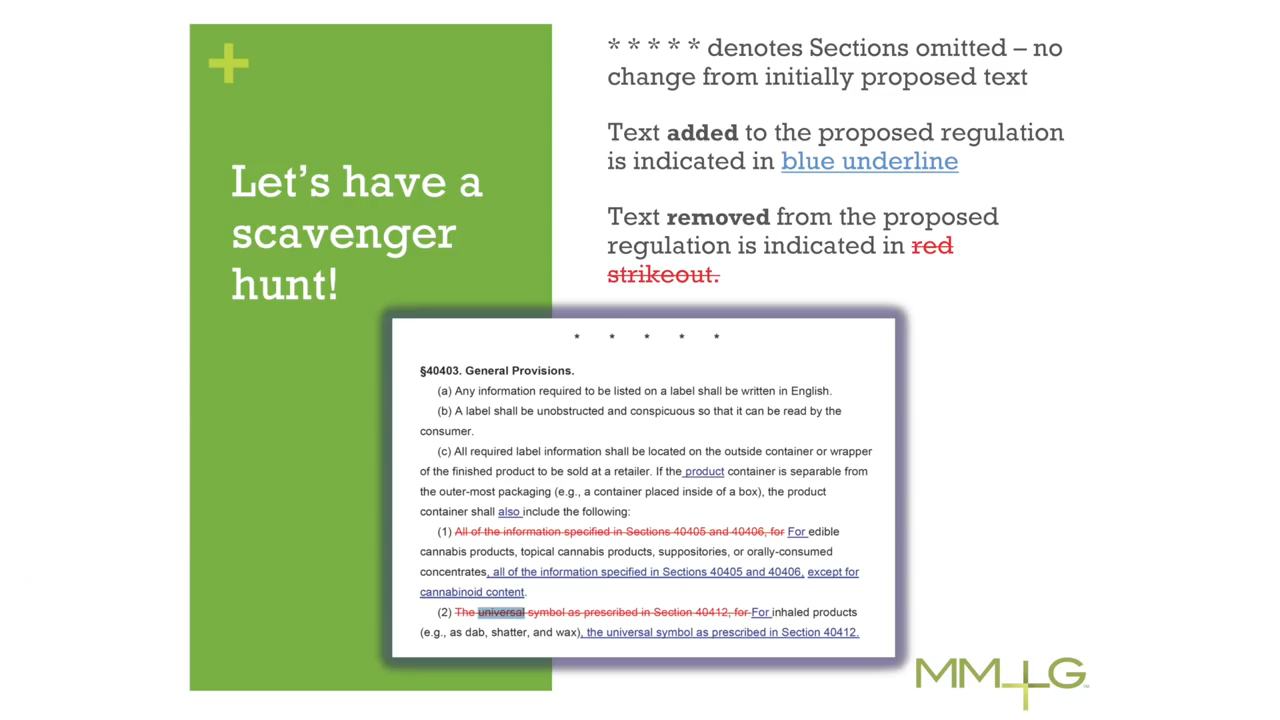 +
Let's have a
scavenger
hunt!
* * * * * denotes Sections omitted – no
change from initially proposed text
Text added to the proposed regulation
is indicated in blue underline
Text removed from the proposed
regulation is indicated in red
strikeout.
* * * * *
§40403. General Provisions.
(a) Any information required to be listed on a label shall be written in English.
(b) A label shall be unobstructed and conspicuous so that it can be read by the
consumer.
(c) All required label information shall be located on the outside container or wrapper
of the finished product to be sold at a retailer. If the product container is separable from
the outer-most packaging (e.g., a container placed inside of a box), the product
container shall also include the following:
(1) All of the information specified in Sections 40405 and 40406, for For edible
cannabis products, topical cannabis products, suppositories, or orally-consumed
concentrates, all of the information specified in Sections 40405 and 40406, except for
cannabinoid content.
(2) The universal symbol as prescribed in Section 40412, for For inhaled products
(e.g., as dab, shatter, and wax), the universal symbol as prescribed in Section 40412.
MM+G™